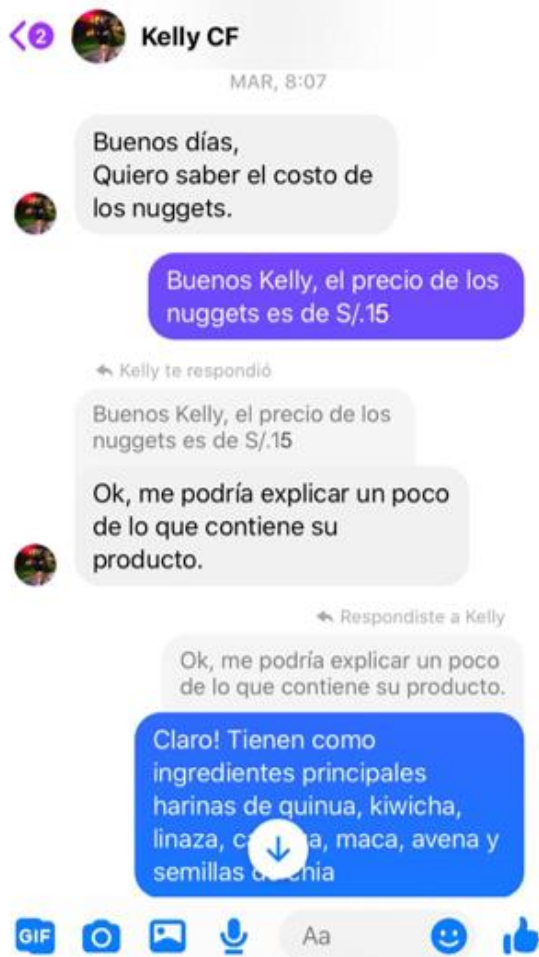 2 Kelly CF
MAR, 8:07
Buenos días,
Quiero saber el costo de
los nuggets.
Buenos Kelly, el precio de los
nuggets es de S/.15
Kelly te respondió
Buenos Kelly, el precio de los
nuggets es de S/.15
Ok, me podría explicar un poco
de lo que contiene su
producto.
Respondiste a Kelly
Ok, me podría explicar un poco
de lo que contiene su producto.
Claro! Tienen como
ingredientes principales
harinas de quinua, kiwicha,
linaza, maca, avena y
semillas chia
GIF Aa